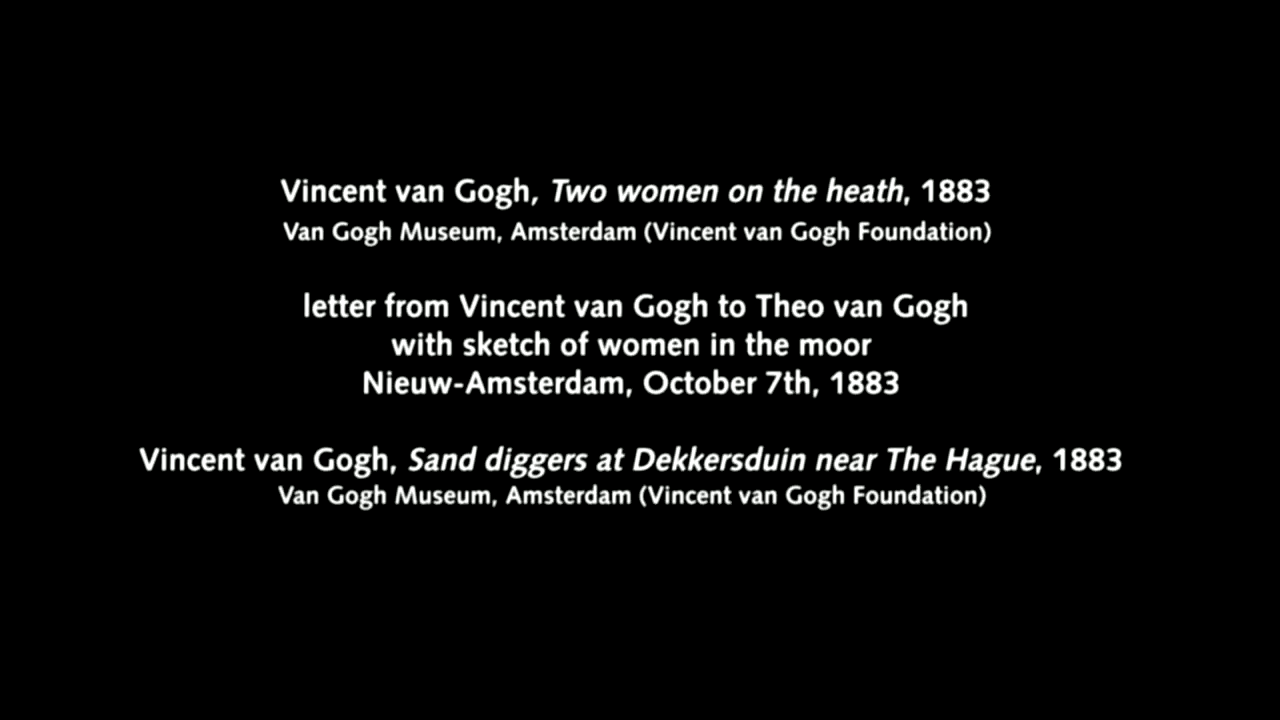 Vincent van Gogh, Two women on the heath, 1883
Van Gogh Museum, Amsterdam (Vincent van Gogh Foundation)
letter from Vincent van Gogh to Theo van Gogh
with sketch of women in the moor
Nieuw-Amsterdam, October 7th, 1883
Vincent van Gogh, Sand diggers at Dekkersduin near The Hague, 1883
Van Gogh Museum, Amsterdam (Vincent van Gogh Foundation)